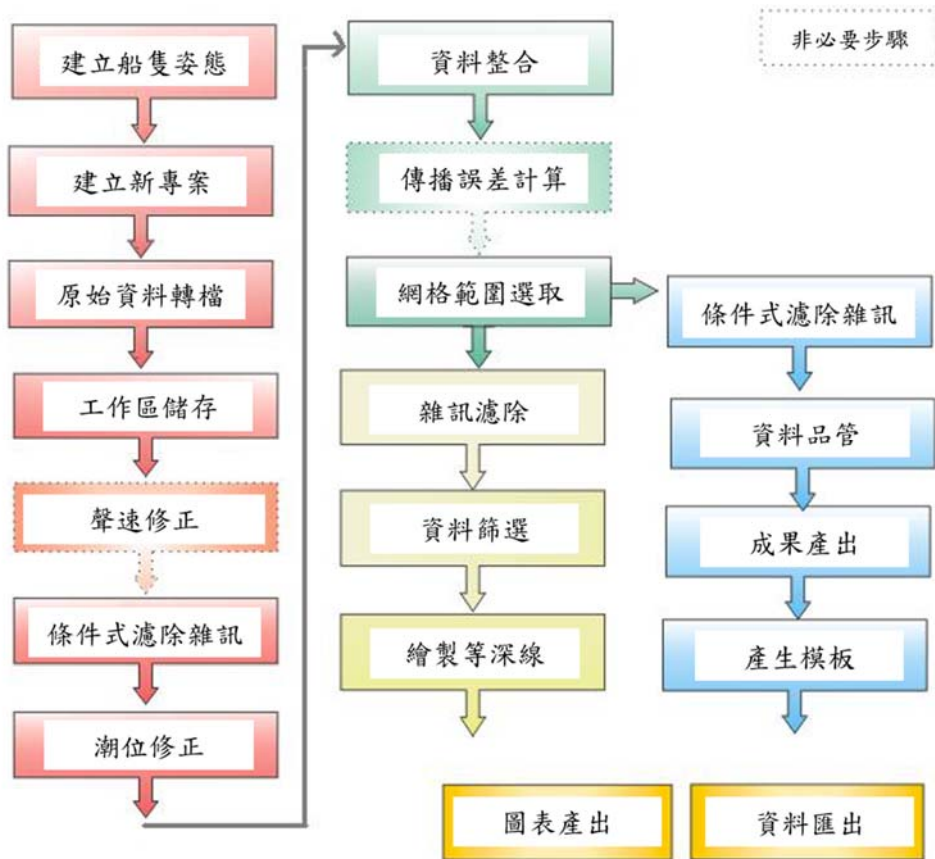 建立船隻姿態
建立新專案
原始資料轉檔
工作區儲存
聲速修正
條件式濾除雜訊
潮位修正
資料整合
傳播誤差計算
網格範圍選取
雜訊濾除
資料篩選
繪製等深線
條件式濾除雜訊
資料品管
成果產出
產生模板
非必要步驟
圖表產出
資料匯出